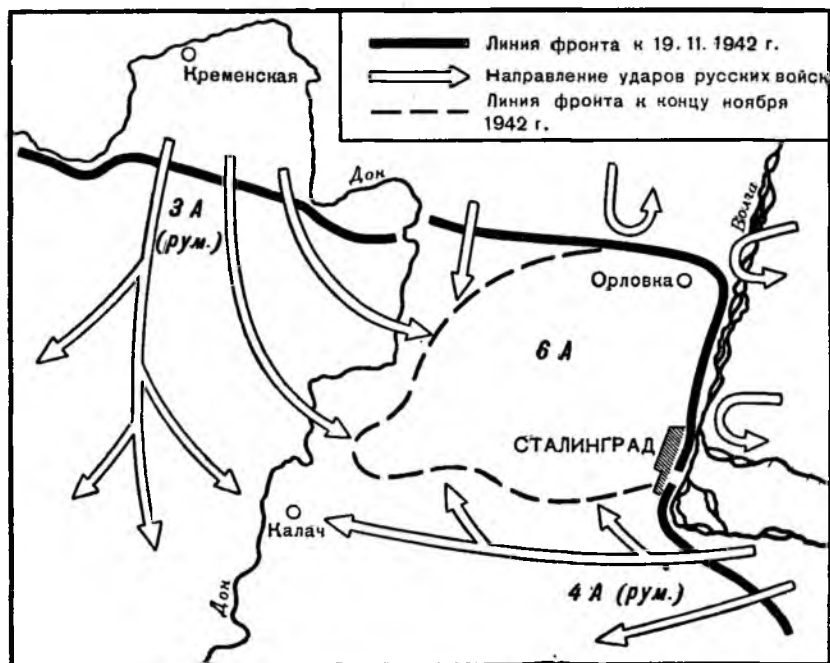 Линия фронта к 19. 11. 1942 г.
Направление ударов русских войск
Линия фронта к концу ноября
1942 г.
Кременская
Дон
Волга
3 А
(рум.)
Орловка
6 А
СТАЛИНГРАД
Калач
Дон
4 А (рум.)